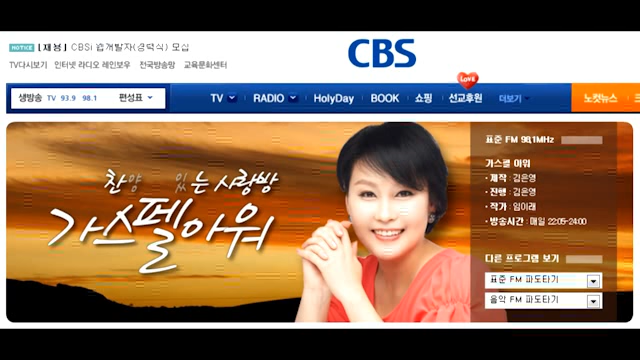 NOTICE [채용] CBSi 웹개발자(경력직) 모집
CBS
TV다시보기 인터넷 라디오 레인보우 전국방송망 교육문화센터
Love
생방송 TV 93.9 98.1 편성표
TV RADIO HolyDay BOOK 쇼핑 선교후원 더보기 노컷뉴스
표준 FM 98.1MHz
찬양 있는 사랑방
가스펠아워
가스펠 아워
· 제작 : 김은영
· 진행 : 김은영
· 작가 : 임이래
· 방송시간 : 매일 22:05-24:00
다른 프로그램 보기
표준 FM 파도타기
음악 FM 파도타기